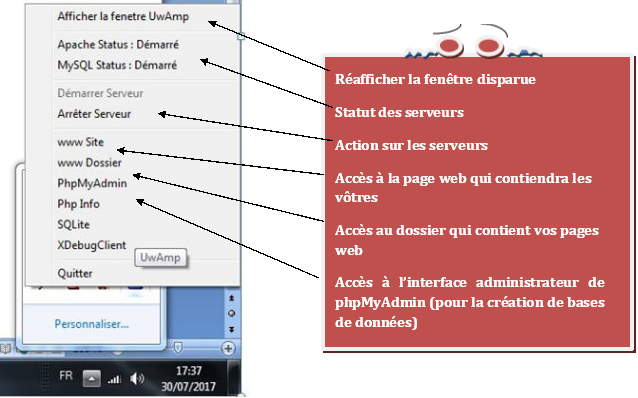 Afficher la fenetre UwAmp
Apache Status : Démarré
MySQL Status : Démarré
Démarrer Serveur
Arrêter Serveur
www Site
www Dossier
PhpMyAdmin
Php Info
SQLite
XDebugClient
UwAmp
Quitter
Personnaliser...
FR
17:37
30/07/2017
Réafficher la fenêtre disparue
Statut des serveurs
Action sur les serveurs
Accès à la page web qui contiendra les
vôtres
Accès au dossier qui contient vos pages
web
Accès à l'interface administrateur de
phpMyAdmin (pour la création de bases
de données)